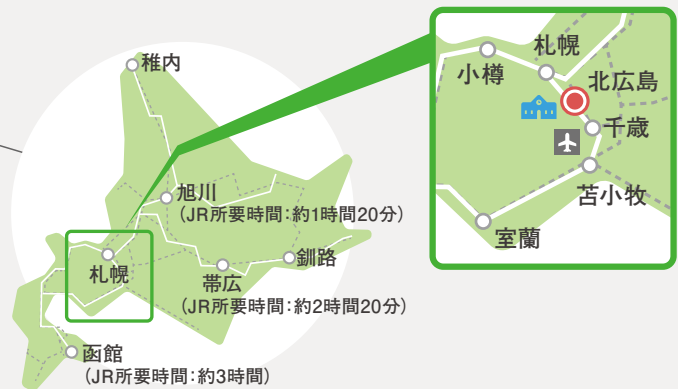 稚内
旭川
(JR所要時間:約1時間20分)
札幌
帯広
(JR所要時間:約2時間20分)
釧路
函館
(JR所要時間:約3時間)
小樽
札幌
北広島
千歳
苫小牧
室蘭